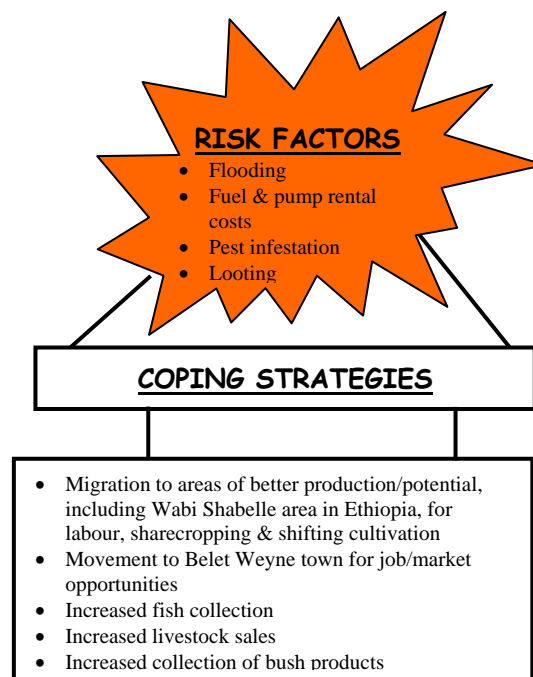 RISK FACTORS
• Flooding
• Fuel & pump rental
costs
• Pest infestation
• Looting
COPING STRATEGIES
• Migration to areas of better production/potential,
including Wabi Shabelle area in Ethiopia, for
labour, sharecropping & shifting cultivation
• Movement to Belet Weyne town for job/market
opportunities
• Increased fish collection
• Increased livestock sales
• Increased collection of bush products